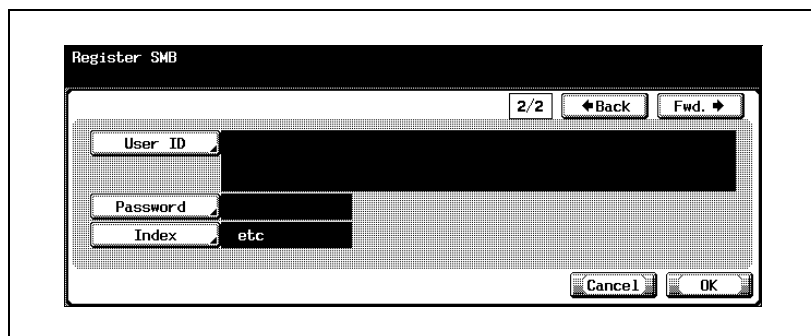 Register SMB
2/2 ←Back Fwd. →
User ID
Password
Index etc
Cancel OK